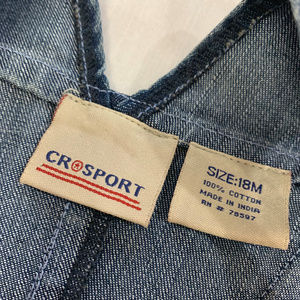 CROSPORT
SIZE:18M
100% COTTON
MADE IN INDIA
RN # 78597